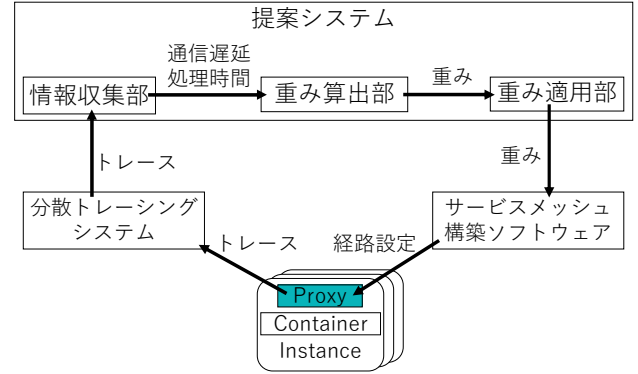 提案システム
通信遅延
処理時間
重み
情報収集部
重み算出部
重み適用部
トレース
重み
分散トレーシング
システム
サービスメッシュ
構築ソフトウェア
トレース
経路設定
Proxy
Container
Instance